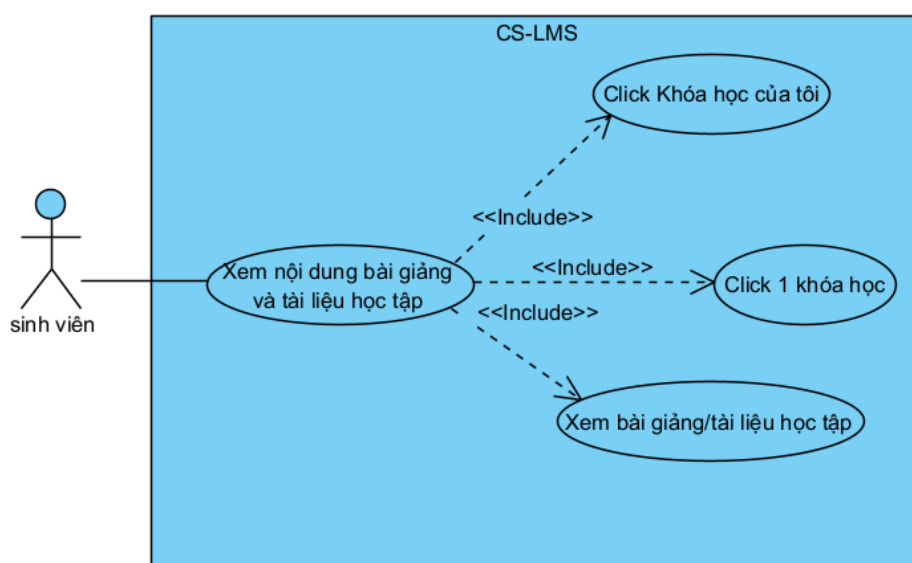 CS-LMS
Click Khóa học của tôi
<<Include>>
Xem nội dung bài giảng
và tài liệu học tập
<<Include>>
Click 1 khóa học
<<Include>>
sinh viên
Xem bài giảng/tài liệu học tập